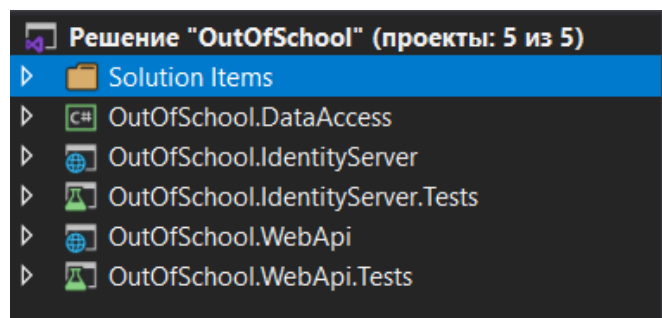 Решение "OutOfSchool" (проекты: 5 из 5)
Solution Items
C# OutOfSchool.DataAccess
OutOfSchool.IdentityServer
OutOfSchool.IdentityServer.Tests
OutOfSchool.WebApi
OutOfSchool.WebApi.Tests